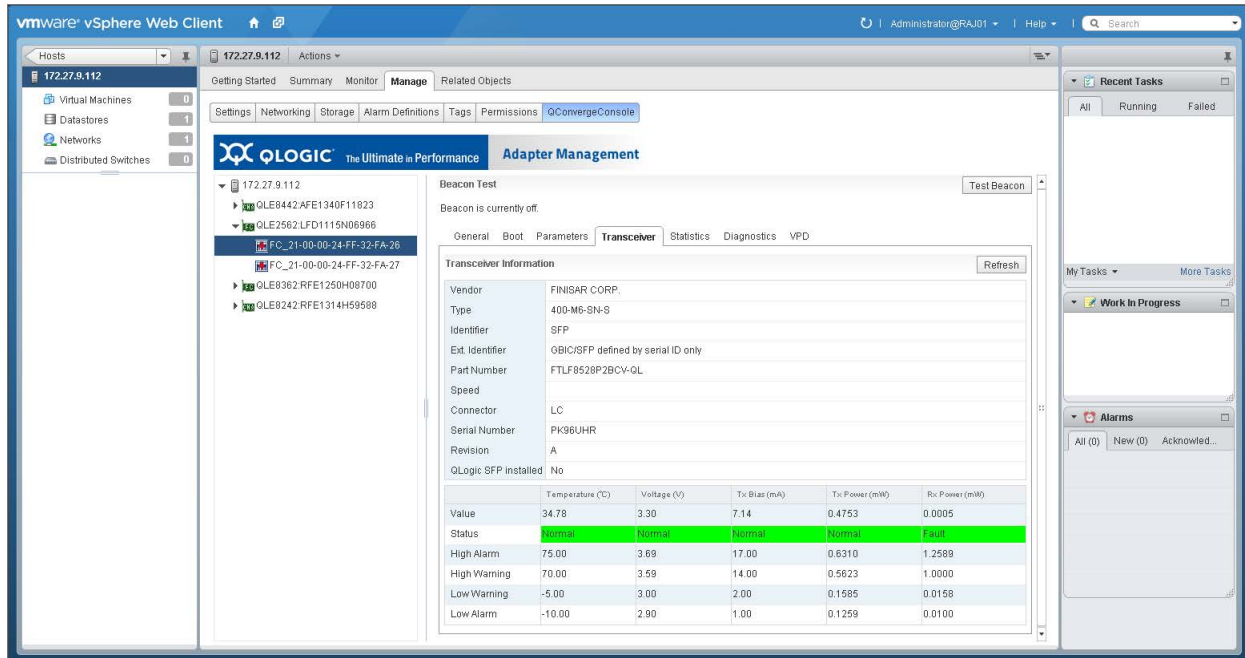 vmware® vSphere Web Client
Administrator@RAJ01
Help
Search
Hosts
172.27.9.112
Virtual Machines 0
Datastores 1
Networks 1
Distributed Switches 0
172.27.9.112 Actions
Getting Started Summary Monitor Manage Related Objects
Settings Networking Storage Alarm Definitions Tags Permissions QConvergeConsole
QLOGIC® The Ultimate in Performance Adapter Management
172.27.9.112
QLE8442:AFE1340F11823
QLE2562:LFD1115N06966
FC_21-00-00-24-FF-32-FA-26
FC_21-00-00-24-FF-32-FA-27
QLE8362:RFE1250H08700
QLE8242:RFE1314H59588
Beacon Test
Test Beacon
Beacon is currently off.
General Boot Parameters Transceiver Statistics Diagnostics VPD
Transceiver Information
Refresh
Vendor FINISAR CORP.
Type 400-M6-SN-S
Identifier SFP
Ext. Identifier GBIC/SFP defined by serial ID only
Part Number FTLF8528P2BCV-QL
Speed
Connector LC
Serial Number PK96UHR
Revision A
QLogic SFP installed No
Temperature (°C) Voltage (V) Tx Bias (mA) Tx Power (mW) Rx Power (mW)
Value 34.78 3.30 7.14 0.4753 0.0005
Status Normal Normal Normal Normal Fault
High Alarm 75.00 3.69 17.00 0.6310 1.2589
High Warning 70.00 3.59 14.00 0.5623 1.0000
Low Warning -5.00 3.00 2.00 0.1585 0.0158
Low Alarm -10.00 2.90 1.00 0.1259 0.0100
Recent Tasks
All Running Failed
My Tasks More Tasks
Work In Progress
Alarms
All (0) New (0) Acknowled...